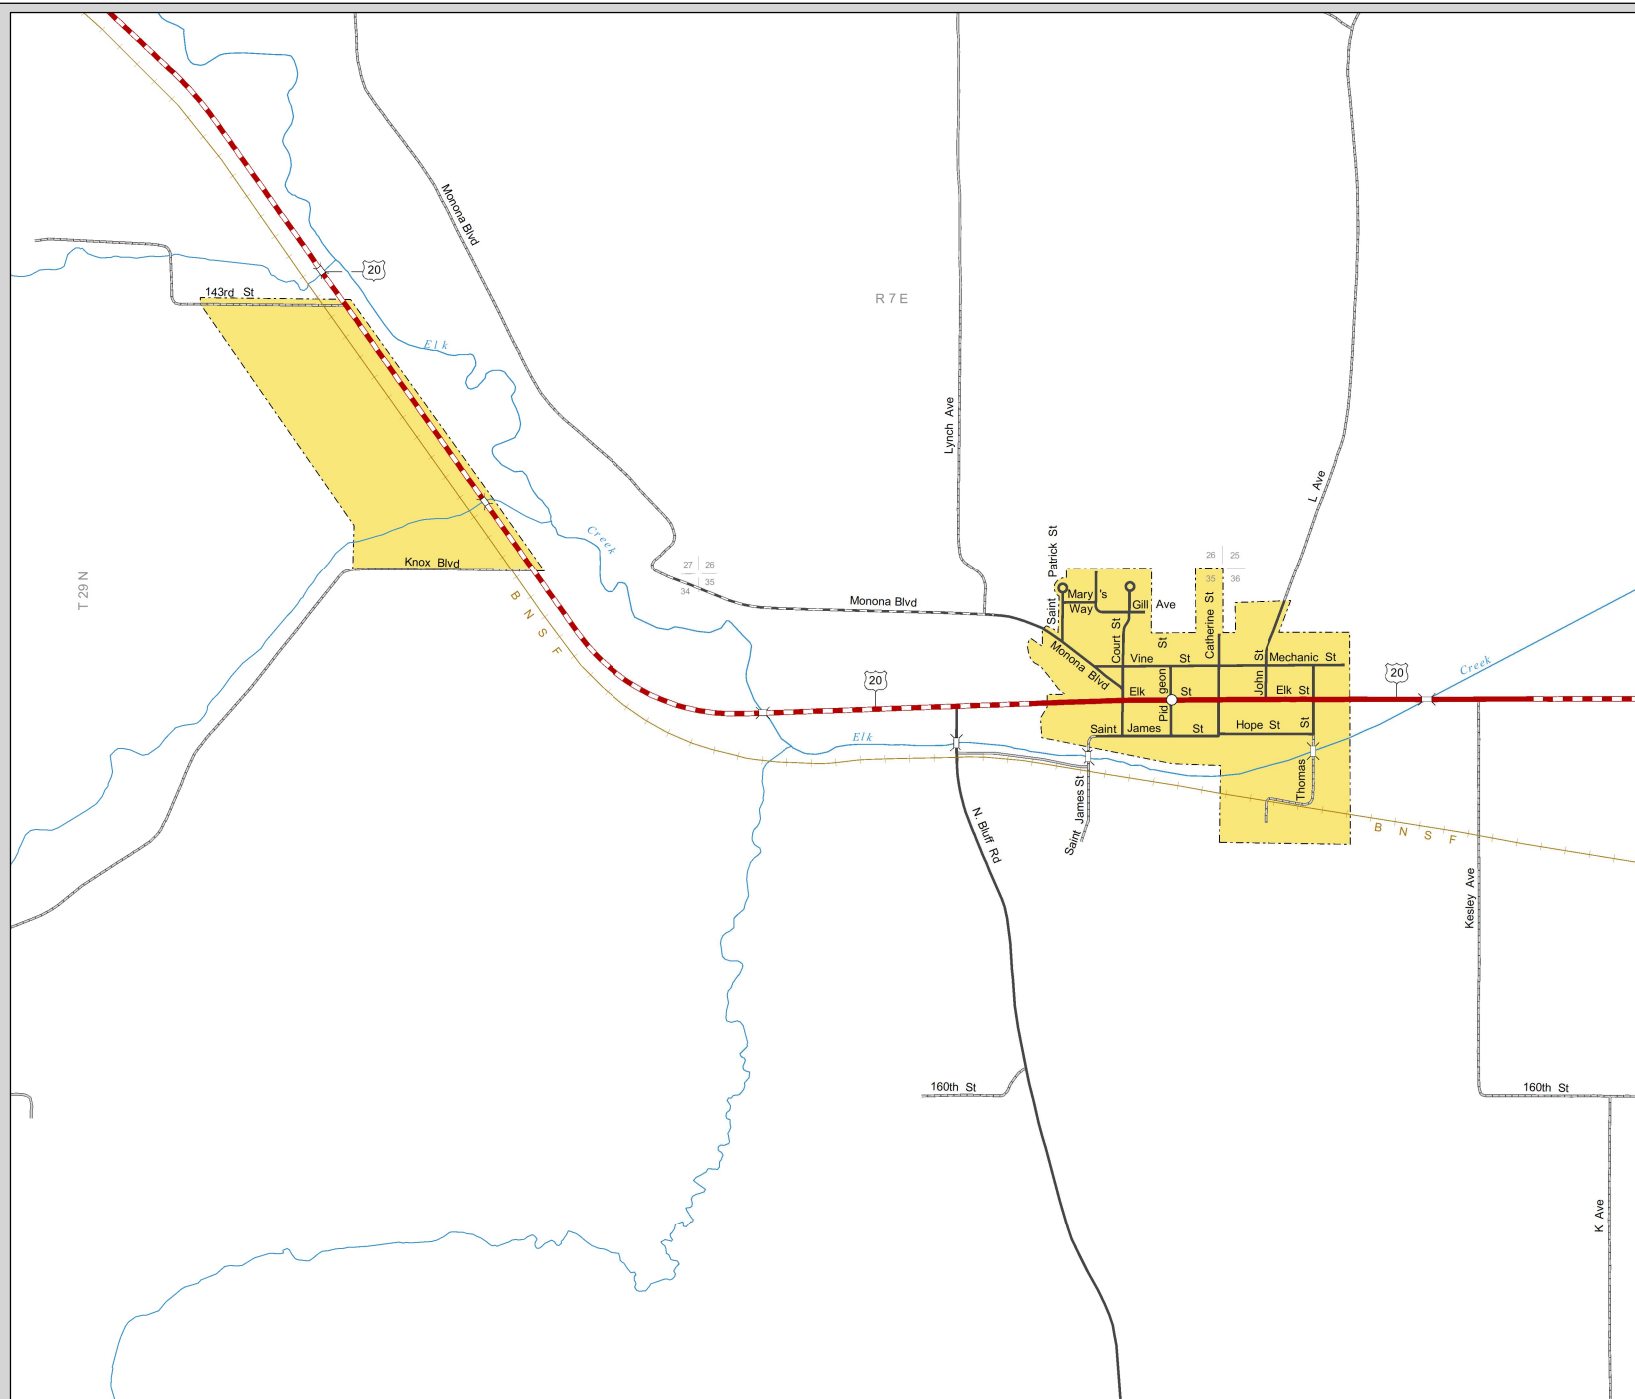 Monona Blvd
20
143rd St
R 7 E
Elk
Lynch Ave
L Ave
Creek
Saint Patrick St
26 25
35 36
27 26
34 35
Knox Blvd
T 29 N
B N S F
Monona Blvd
Mary's Way
Gill Ave
Court St
Catherine St
Monona Blvd
Vine St
Mechanic St
Pidgeon St
John St
Elk St
Elk St
20
20
Creek
Saint James St
Hope St
Elk
Thomas St
Saint James St
N. Bluff Rd
B N S F
Kesley Ave
160th St
160th St
K Ave